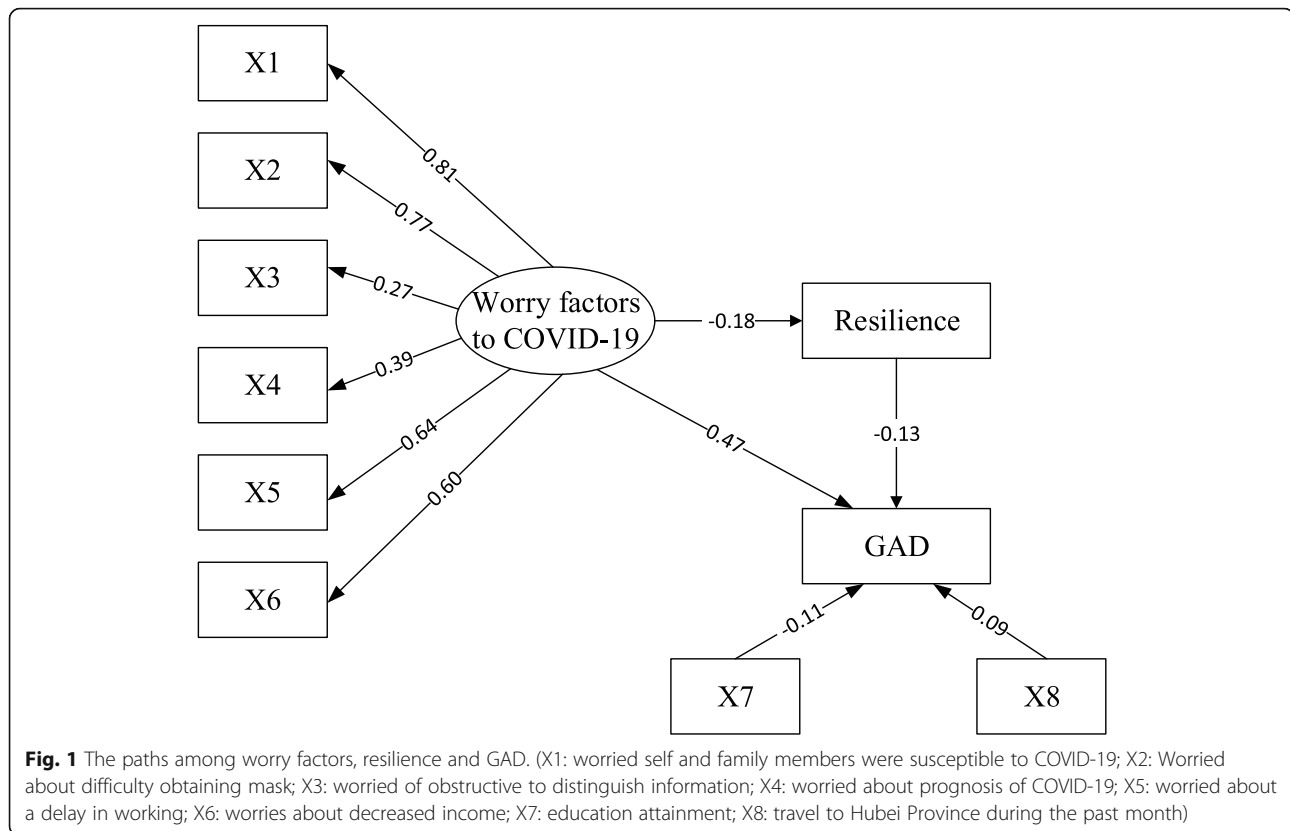 X1
X2
X3
X4
X5
X6
0.81
0.77
0.27
0.39
0.64
0.60
Worry factors
to COVID-19
-0.18
Resilience
0.47
-0.13
GAD
-0.11
0.09
X7
X8
Fig. 1 The paths among worry factors, resilience and GAD. (X1: worried self and family members were susceptible to COVID-19; X2: Worried
about difficulty obtaining mask; X3: worried of obstructive to distinguish information; X4: worried about prognosis of COVID-19; X5: worried about
a delay in working; X6: worries about decreased income; X7: education attainment; X8: travel to Hubei Province during the past month)